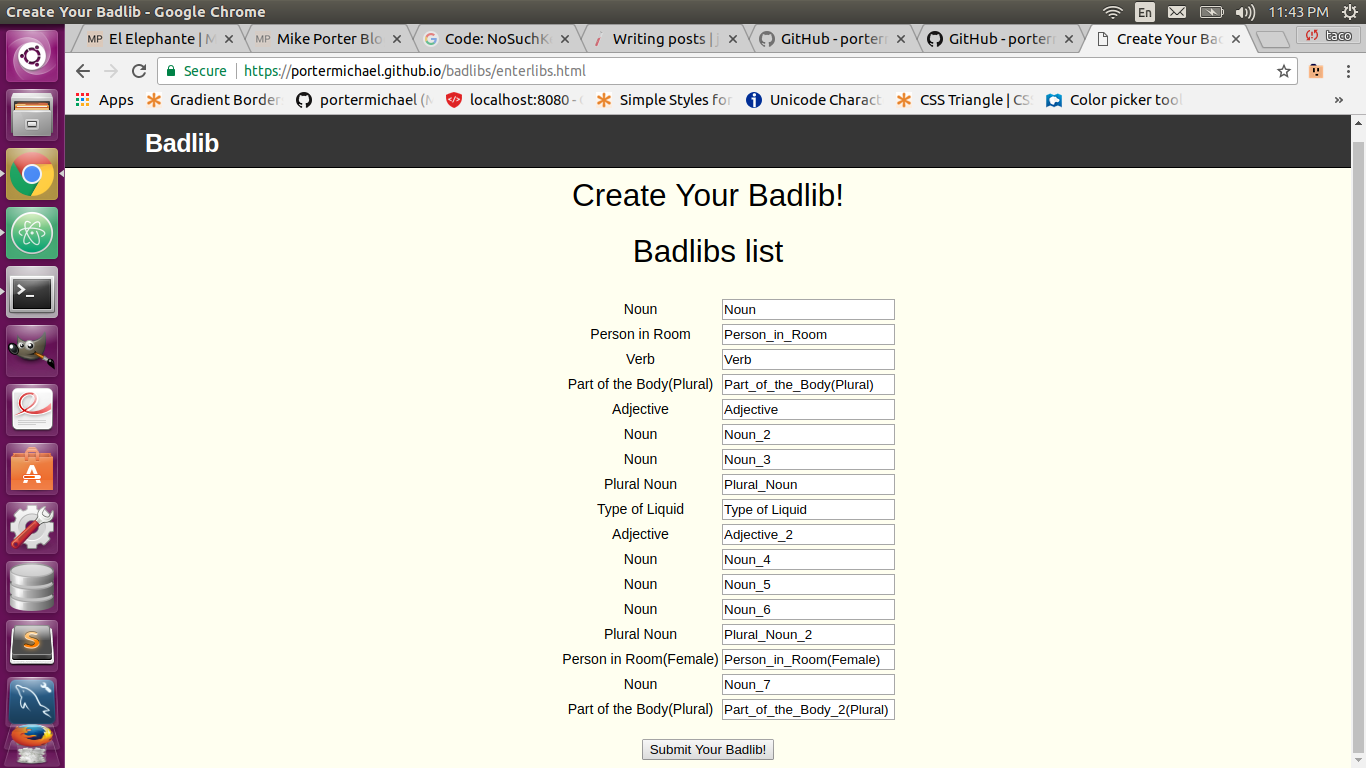 Create Your Badlib - Google Chrome En 11:43 PM
MP El Elephante | MP Mike Porter Blo Code: NoSuchK Writing posts | j GitHub - porterm GitHub - porterm Create Your Bad taco
Secure https://portermichael.github.io/badlibs/enterlibs.html
Apps Gradient Border portermichael (M localhost:8080 - Simple Styles for Unicode Charact CSS Triangle | CS Color picker tool »
Badlib
Create Your Badlib!
Badlibs list
Noun Noun
Person in Room Person_in_Room
Verb Verb
Part of the Body(Plural) Part_of_the_Body(Plural)
Adjective Adjective
Noun Noun_2
Noun Noun_3
Plural Noun Plural_Noun
Type of Liquid Type of Liquid
Adjective Adjective_2
Noun Noun_4
Noun Noun_5
Noun Noun_6
Plural Noun Plural_Noun_2
Person in Room(Female) Person_in_Room(Female)
Noun Noun_7
Part of the Body(Plural) Part_of_the_Body_2(Plural)
Submit Your Badlib!